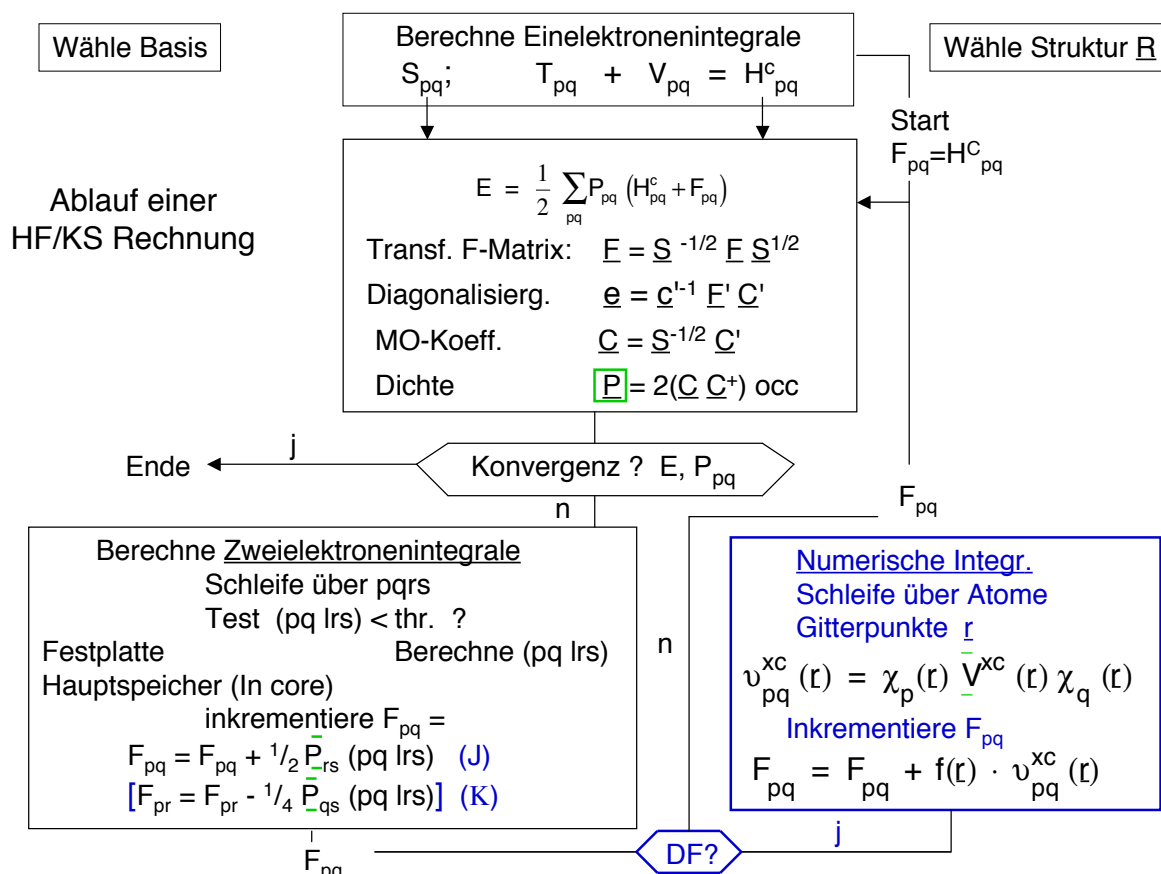 Wähle Basis
Berechne Einelektronenintegrale
S_pq; T_pq + V_pq = H^c_pq
Wähle Struktur R
Start
F_pq=H^C_pq
Ablauf einer
HF/KS Rechnung
E = 1/2 ∑_pq P_pq (H^c_pq + F_pq)
Transf. F-Matrix: F = S ^-1/2 F S^1/2
Diagonalisierg. e = c'^-1 F' C'
MO-Koeff. C = S^-1/2 C'
Dichte P = 2(C C^+) occ
j
Ende
Konvergenz ? E, P_pq
n
F_pq
Berechne Zweielektronenintegrale
Schleife über pqrs
Test (pq lrs) < thr. ?
Festplatte Berechne (pq lrs)
Hauptspeicher (In core)
inkrementiere F_pq =
F_pq = F_pq + 1/2 P_rs (pq lrs) (J)
[F_pr = F_pr - 1/4 P_qs (pq lrs)] (K)
n
Numerische Integr.
Schleife über Atome
Gitterpunkte r
υ^xc_pq (r) = χ_p(r) V^xc (r) χ_q (r)
Inkrementiere F_pq
F_pq = F_pq + f(r) · υ^xc_pq (r)
F_pq
DF?
j